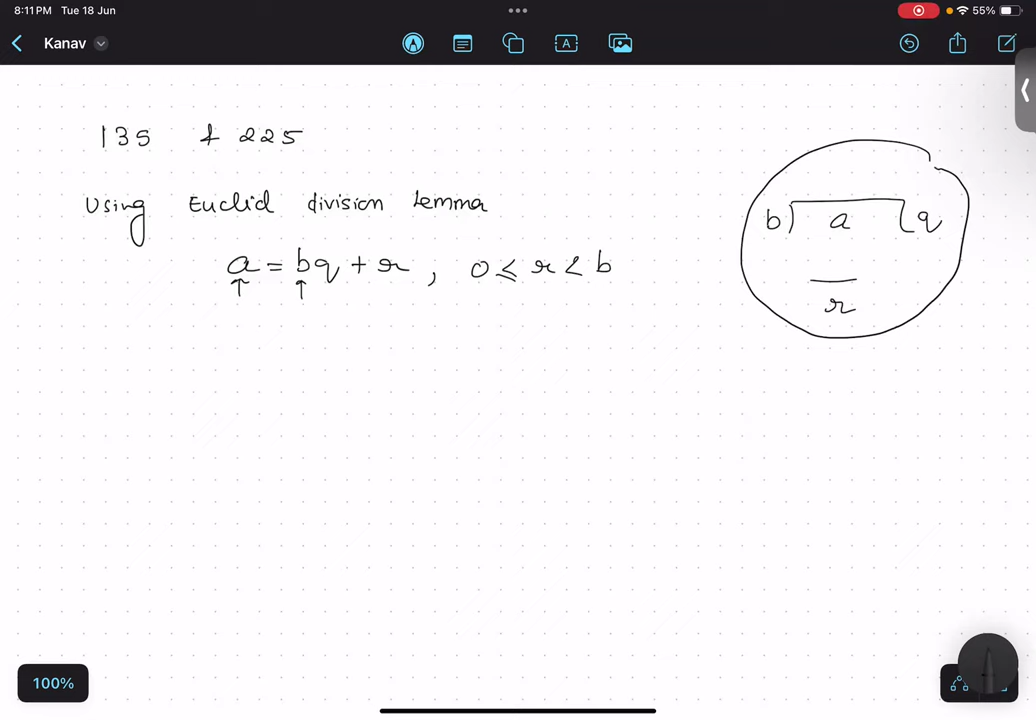 8:11 PM Tue 18 Jun
55%
Kanav
A
135 & 225
Using Euclid division lemma
a = bq + r , 0 ≤ r < b
b) a (q
r
100%